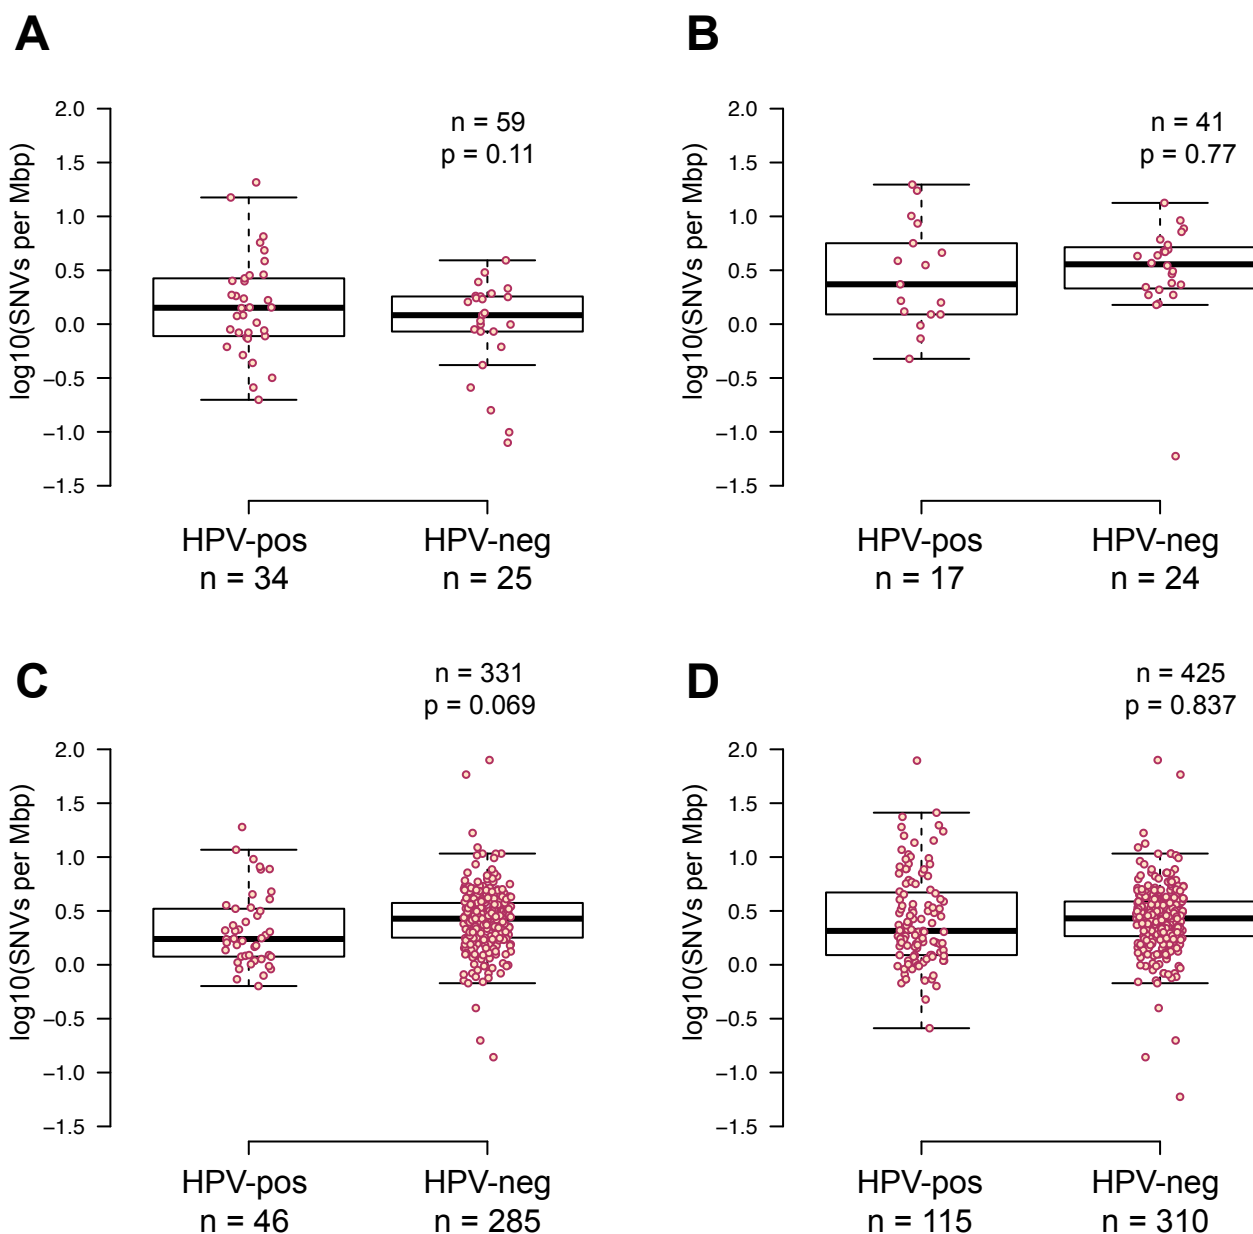 A
n = 59
p = 0.11
log10(SNVs per Mbp)
2.0
1.5
1.0
0.5
0.0
−0.5
−1.0
−1.5
HPV-pos
n = 34
HPV-neg
n = 25
B
n = 41
p = 0.77
log10(SNVs per Mbp)
2.0
1.5
1.0
0.5
0.0
−0.5
−1.0
−1.5
HPV-pos
n = 17
HPV-neg
n = 24
C
n = 331
p = 0.069
log10(SNVs per Mbp)
2.0
1.5
1.0
0.5
0.0
−0.5
−1.0
−1.5
HPV-pos
n = 46
HPV-neg
n = 285
D
n = 425
p = 0.837
log10(SNVs per Mbp)
2.0
1.5
1.0
0.5
0.0
−0.5
−1.0
−1.5
HPV-pos
n = 115
HPV-neg
n = 310